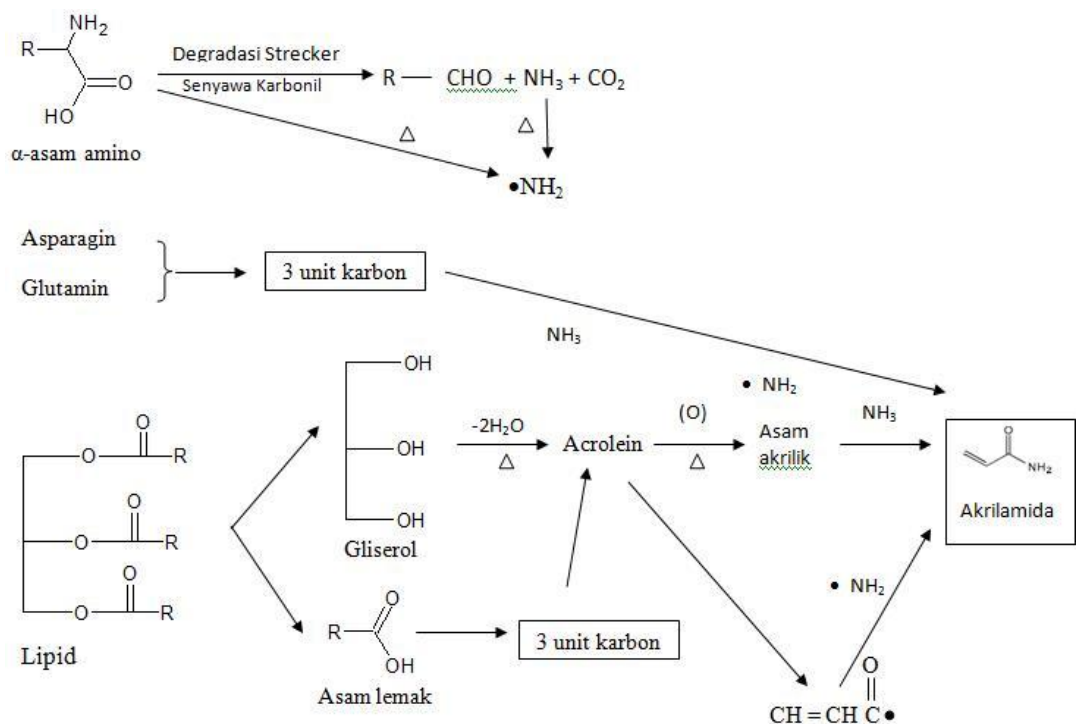 NH₂
R
O
HO
α-asam amino
Degradasi Strecker
Senyawa Karbonil
R — CHO + NH₃ + CO₂
△
△
•NH₂
Asparagin
Glutamin
3 unit karbon
NH₃
Lipid
O
O R
O
O R
O
O R
OH
OH
OH
Gliserol
-2H₂O
△
Acrolein
(O)
△
• NH₂
Asam
akrilik
NH₃
O
NH₂
Akrilamida
R
O
OH
Asam lemak
3 unit karbon
• NH₂
O
CH = CH C•